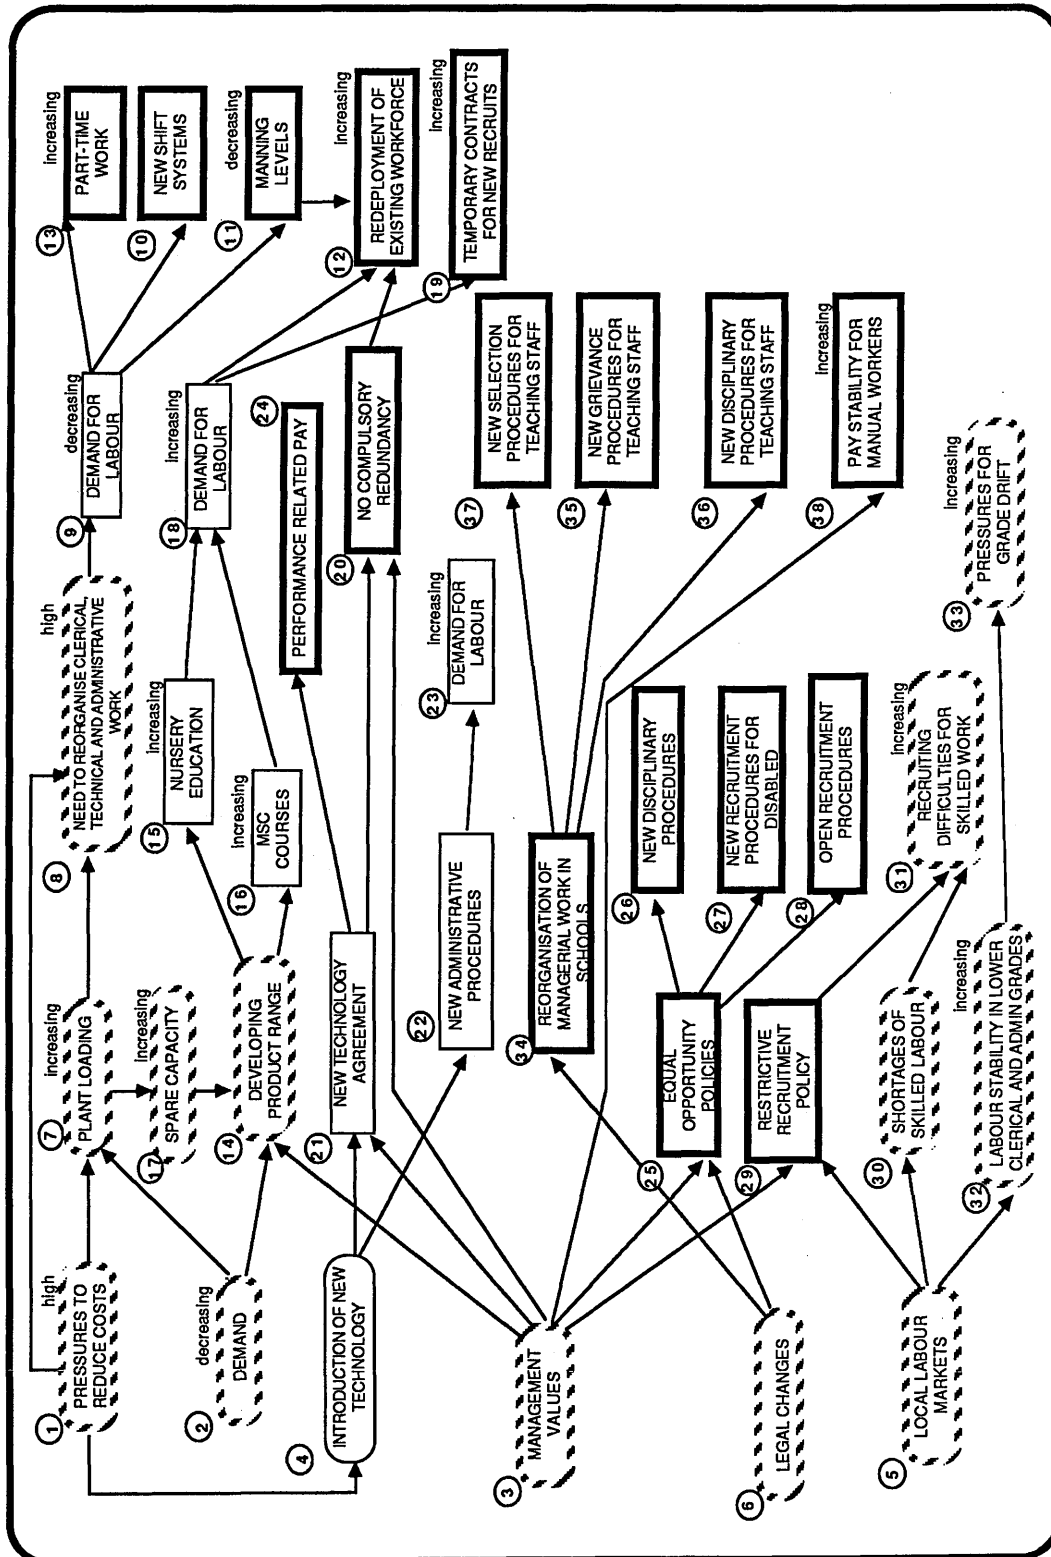 1
high
PRESSURES TO
REDUCE COSTS
2
decreasing
DEMAND
4
INTRODUCTION OF NEW
TECHNOLOGY
3
MANAGEMENT
VALUES
6
LEGAL CHANGES
5
LOCAL LABOUR
MARKETS
7
increasing
PLANT LOADING
17
increasing
SPARE CAPACITY
14
DEVELOPING
PRODUCT RANGE
21
NEW TECHNOLOGY
AGREEMENT
22
NEW ADMINISTRATIVE
PROCEDURES
34
REORGANISATION OF
MANAGERIAL WORK IN
SCHOOLS
25
EQUAL
OPPORTUNITY
POLICIES
29
RESTRICTIVE
RECRUITMENT
POLICY
30
SHORTAGES OF
SKILLED LABOUR
32
increasing
LABOUR STABILITY IN LOWER
CLERICAL AND ADMIN GRADES
8
high
NEED TO REORGANISE CLERICAL,
TECHNICAL AND ADMINISTRATIVE
WORK
15
increasing
NURSERY
EDUCATION
16
increasing
MSC
COURSES
24
PERFORMANCE RELATED PAY
20
NO COMPULSORY
REDUNDANCY
23
increasing
DEMAND FOR
LABOUR
26
NEW DISCIPLINARY
PROCEDURES
27
NEW RECRUITMENT
PROCEDURES FOR
DISABLED
28
OPEN RECRUITMENT
PROCEDURES
31
increasing
RECRUITING
DIFFICULTIES FOR
SKILLED WORK
33
increasing
PRESSURES FOR
GRADE DRIFT
9
decreasing
DEMAND FOR
LABOUR
18
increasing
DEMAND FOR
LABOUR
37
NEW SELECTION
PROCEDURES FOR
TEACHING STAFF
35
NEW GRIEVANCE
PROCEDURES FOR
TEACHING STAFF
36
NEW DISCIPLINARY
PROCEDURES FOR
TEACHING STAFF
38
increasing
PAY STABILITY FOR
MANUAL WORKERS
13
increasing
PART-TIME
WORK
10
NEW SHIFT
SYSTEMS
11
decreasing
MANNING
LEVELS
12
increasing
REDEPLOYMENT OF
EXISTING WORKFORCE
19
increasing
TEMPORARY CONTRACTS
FOR NEW RECRUITS